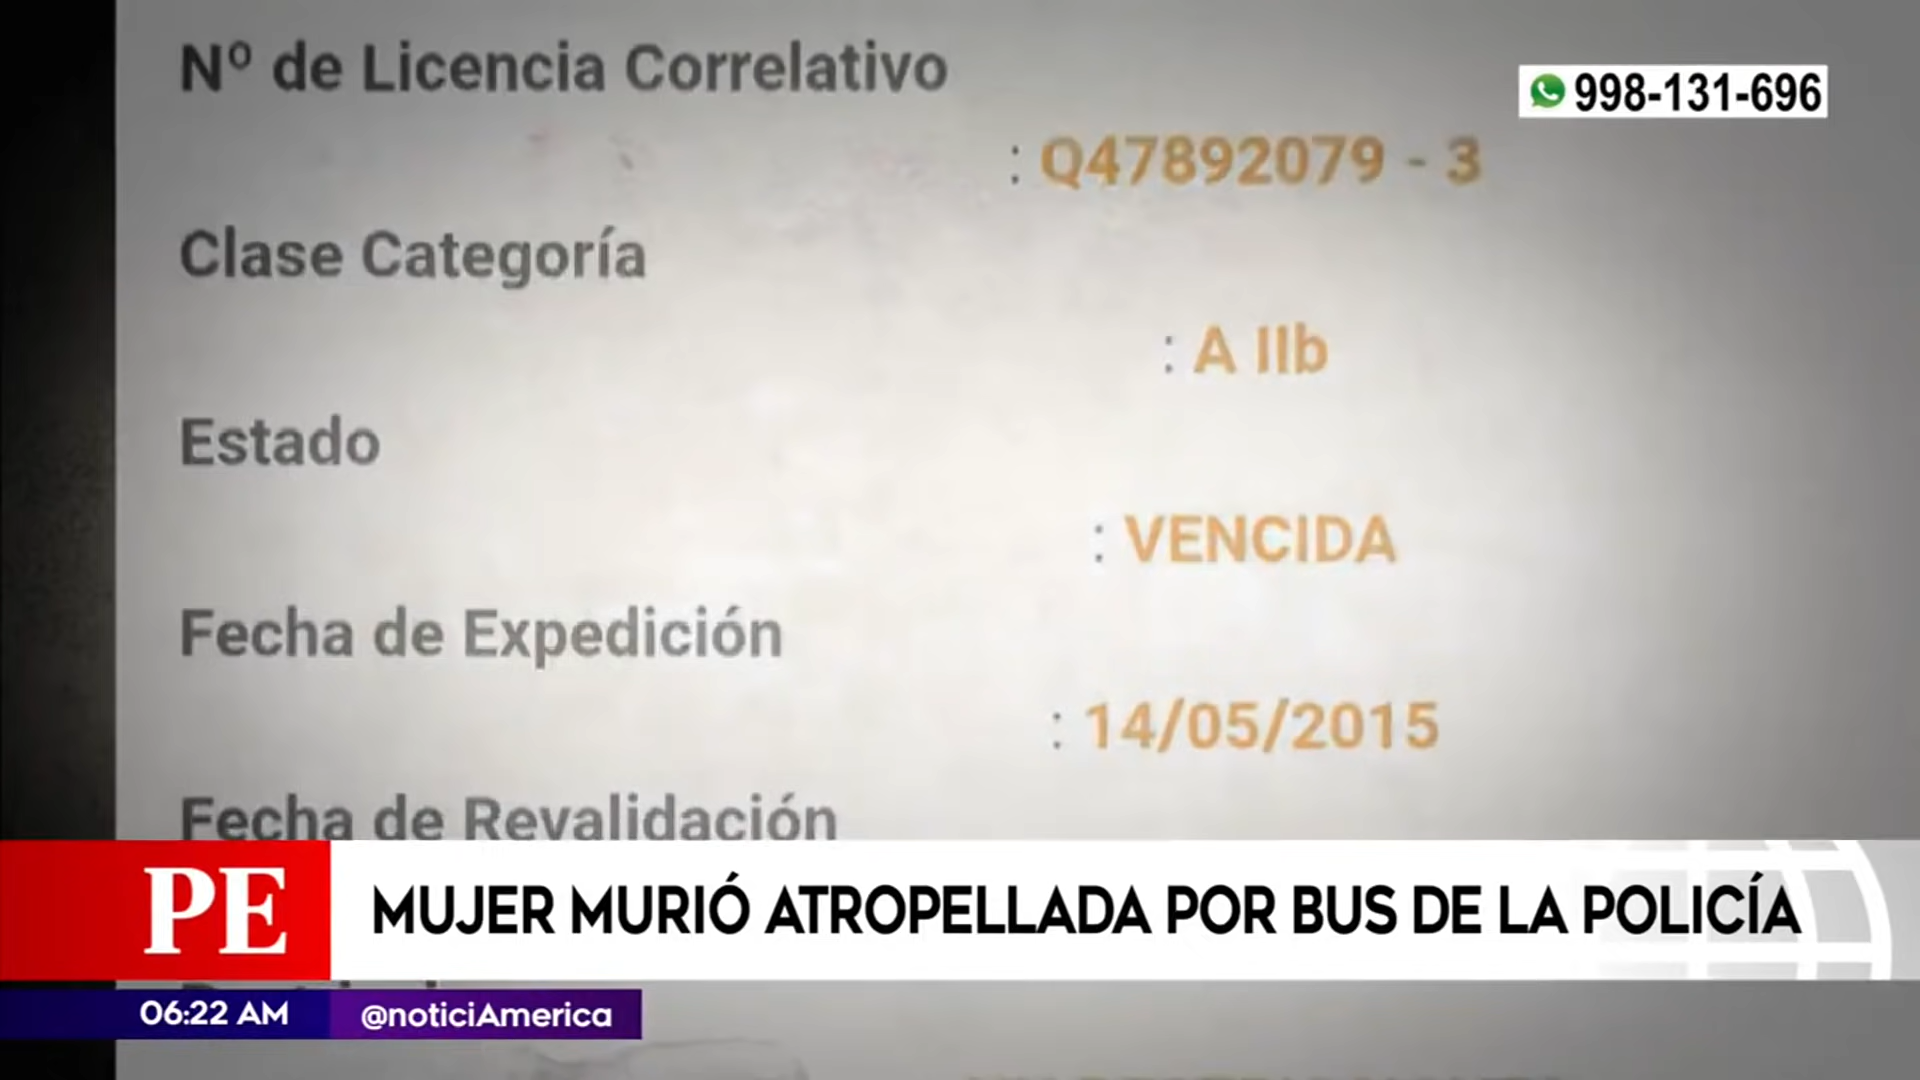 Nº de Licencia Correlativo
998-131-696
: Q47892079 - 3
Clase Categoría
: A IIb
Estado
: VENCIDA
Fecha de Expedición
: 14/05/2015
Fecha de Revalidación
PE
MUJER MURIÓ ATROPELLADA POR BUS DE LA POLICÍA
06:22 AM
@noticiAmerica